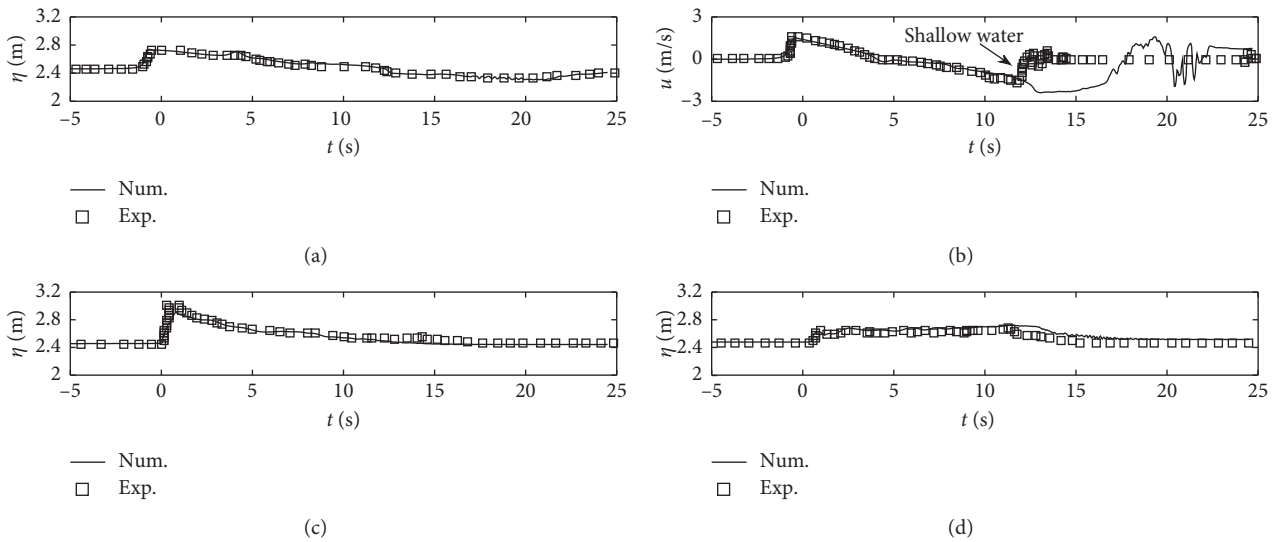 3.2
2.8
2.4
2
η (m)
–5 0 5 10 15 20 25
t (s)
Num.
Exp.
(a)
3
0
–3
u (m/s)
Shallow water
–5 0 5 10 15 20 25
t (s)
Num.
Exp.
(b)
3.2
2.8
2.4
2
η (m)
–5 0 5 10 15 20 25
t (s)
Num.
Exp.
(c)
3.2
2.8
2.4
2
η (m)
–5 0 5 10 15 20 25
t (s)
Num.
Exp.
(d)